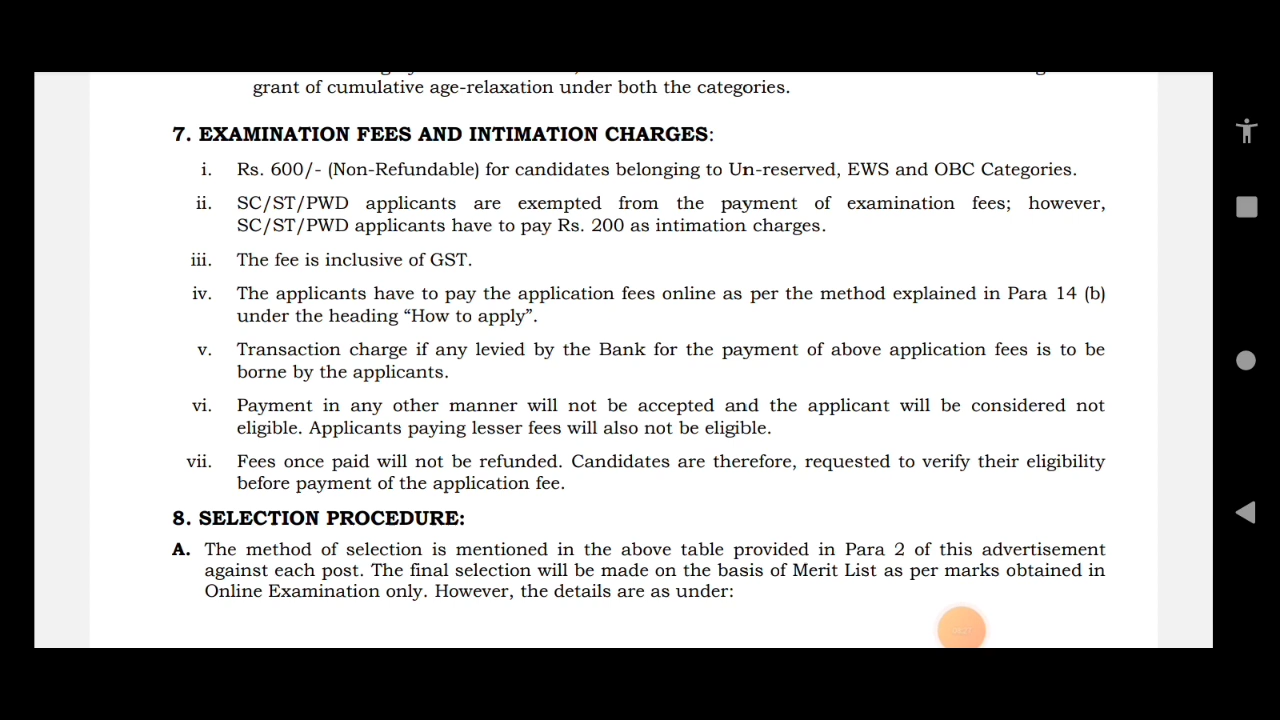 grant of cumulative age-relaxation under both the categories.
7. EXAMINATION FEES AND INTIMATION CHARGES:
i. Rs. 600/- (Non-Refundable) for candidates belonging to Un-reserved, EWS and OBC Categories.
ii. SC/ST/PWD applicants are exempted from the payment of examination fees; however,
SC/ST/PWD applicants have to pay Rs. 200 as intimation charges.
iii. The fee is inclusive of GST.
iv. The applicants have to pay the application fees online as per the method explained in Para 14 (b)
under the heading “How to apply”.
v. Transaction charge if any levied by the Bank for the payment of above application fees is to be
borne by the applicants.
vi. Payment in any other manner will not be accepted and the applicant will be considered not
eligible. Applicants paying lesser fees will also not be eligible.
vii. Fees once paid will not be refunded. Candidates are therefore, requested to verify their eligibility
before payment of the application fee.
8. SELECTION PROCEDURE:
A. The method of selection is mentioned in the above table provided in Para 2 of this advertisement
against each post. The final selection will be made on the basis of Merit List as per marks obtained in
Online Examination only. However, the details are as under: